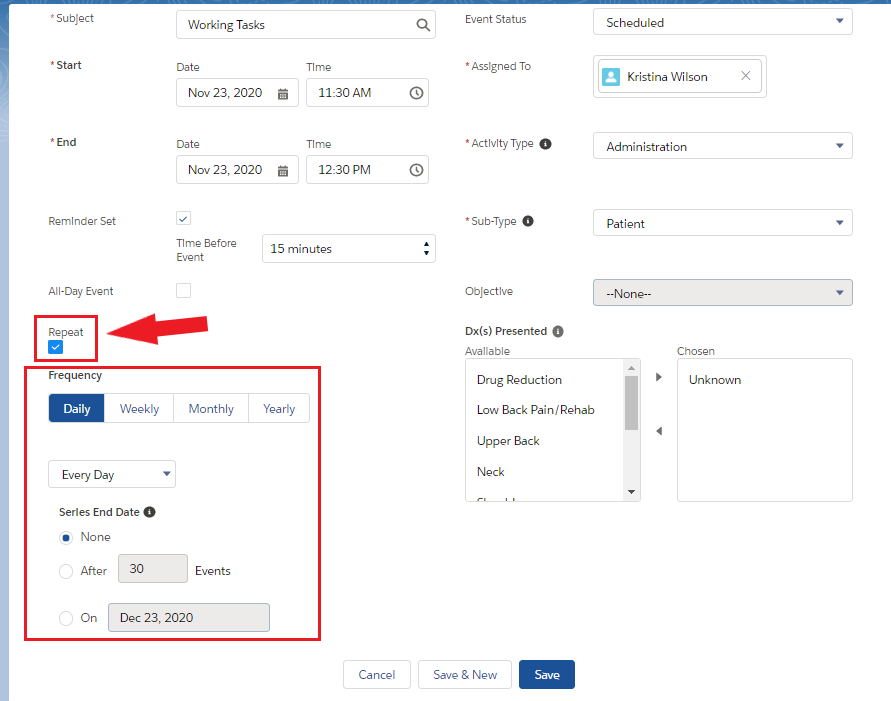 * Subject
Working Tasks
Event Status
Scheduled
* Start
Date
Time
Nov 23, 2020
11:30 AM
* Assigned To
Kristina Wilson
* End
Date
Time
Nov 23, 2020
12:30 PM
* Activity Type
Administration
Reminder Set
Time Before
Event
15 minutes
* Sub-Type
Patient
All-Day Event
Objective
--None--
Repeat
Dx(s) Presented
Available
Chosen
Drug Reduction
Low Back Pain/Rehab
Upper Back
Neck
Unknown
Frequency
Daily
Weekly
Monthly
Yearly
Every Day
Series End Date
None
After
30
Events
On
Dec 23, 2020
Cancel
Save & New
Save